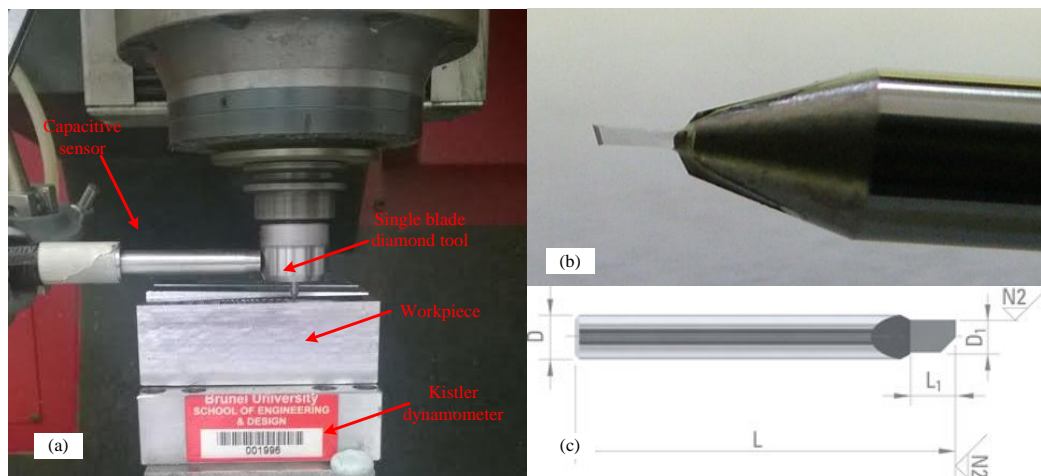 Capacitive
sensor
Single blade
diamond tool
Workpiece
Kistler
dynamometer
Brunel University
SCHOOL OF ENGINEERING
& DESIGN
001996
(a)
(b)
N2
D
D1
L1
L
N2
(c)